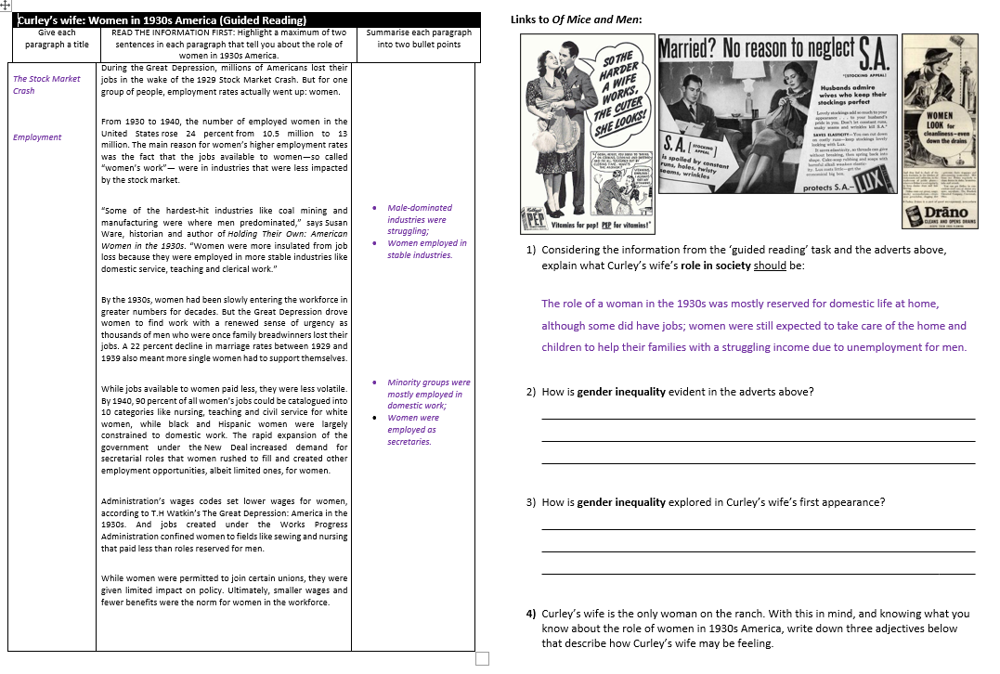 Curley's wife: Women in 1930s America (Guided Reading)
Give each
paragraph a title
READ THE INFORMATION FIRST: Highlight a maximum of two
sentences in each paragraph that tell you about the role of
women in 1930s America.
Summarise each paragraph
into two bullet points
The Stock Market
Crash
During the Great Depression, millions of Americans lost their
jobs in the wake of the 1929 Stock Market Crash. But for one
group of people, employment rates actually went up: women.
Employment
From 1930 to 1940, the number of employed women in the
United States rose 24 percent from 10.5 million to 13
million. The main reason for women's higher employment rates
was the fact that the jobs available to women—so called
“women's work”— were in industries that were less impacted
by the stock market.
“Some of the hardest-hit industries like coal mining and
manufacturing were where men predominated,” says Susan
Ware, historian and author of Holding Their Own: American
Women in the 1930s. “Women were more insulated from job
loss because they were employed in more stable industries like
domestic service, teaching and clerical work.”
• Male-dominated
industries were
struggling;
• Women employed in
stable industries.
By the 1930s, women had been slowly entering the workforce in
greater numbers for decades. But the Great Depression drove
women to find work with a renewed sense of urgency as
thousands of men who were once family breadwinners lost their
jobs. A 22 percent decline in marriage rates between 1929 and
1939 also meant more single women had to support themselves.
While jobs available to women paid less, they were less volatile.
By 1940, 90 percent of all women's jobs could be catalogued into
10 categories like nursing, teaching and civil service for white
women, while black and Hispanic women were largely
constrained to domestic work. The rapid expansion of the
government under the New Deal increased demand for
secretarial roles that women rushed to fill and created other
employment opportunities, albeit limited ones, for women.
• Minority groups were
mostly employed in
domestic work;
• Women were
employed as
secretaries.
Administration's wages codes set lower wages for women,
according to T.H Watkin's The Great Depression: America in the
1930s. And jobs created under the Works Progress
Administration confined women to fields like sewing and nursing
that paid less than roles reserved for men.
While women were permitted to join certain unions, they were
given limited impact on policy. Ultimately, smaller wages and
fewer benefits were the norm for women in the workforce.
Links to Of Mice and Men:
SO THE
HARDER
A WIFE
WORKS,
THE CUTER
SHE LOOKS!
PEP
Vitamins for pep! PEP for vitamins!
Married? No reason to neglect
S.A.
(STOCKING APPEAL)
Husbands admire
wives who keep their
stockings perfect
S.A. (STOCKING APPEAL)
is spoiled by constant
runs, holes, twisty
seams, wrinkles
SAVES ELASTICITY
protects S.A.—LUX
WOMEN
LOOK for
cleanliness—even
down the drains
Drāno
CLEANS AND OPENS DRAINS
1) Considering the information from the ‘guided reading’ task and the adverts above,
explain what Curley's wife's role in society should be:
The role of a woman in the 1930s was mostly reserved for domestic life at home,
although some did have jobs; women were still expected to take care of the home and
children to help their families with a struggling income due to unemployment for men.
2) How is gender inequality evident in the adverts above?
3) How is gender inequality explored in Curley's wife's first appearance?
4) Curley's wife is the only woman on the ranch. With this in mind, and knowing what you
know about the role of women in 1930s America, write down three adjectives below
that describe how Curley's wife may be feeling.